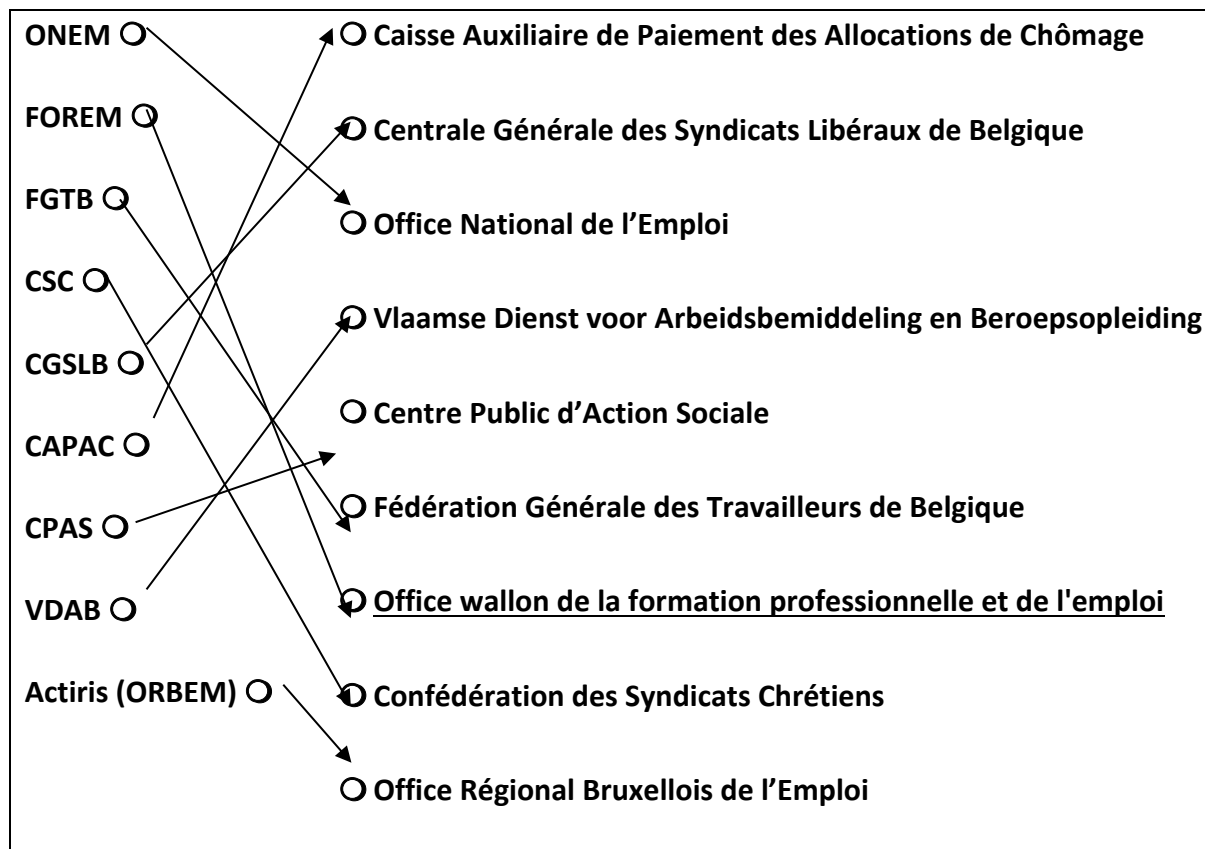 ONEM
Caisse Auxiliaire de Paiement des Allocations de Chômage
FOREM
Centrale Générale des Syndicats Libéraux de Belgique
FGTB
Office National de l’Emploi
CSC
Vlaamse Dienst voor Arbeidsbemiddeling en Beroepsopleiding
CGSLB
Centre Public d’Action Sociale
CAPAC
Fédération Générale des Travailleurs de Belgique
CPAS
Office wallon de la formation professionnelle et de l'emploi
VDAB
Confédération des Syndicats Chrétiens
Actiris (ORBEM)
Office Régional Bruxellois de l’Emploi